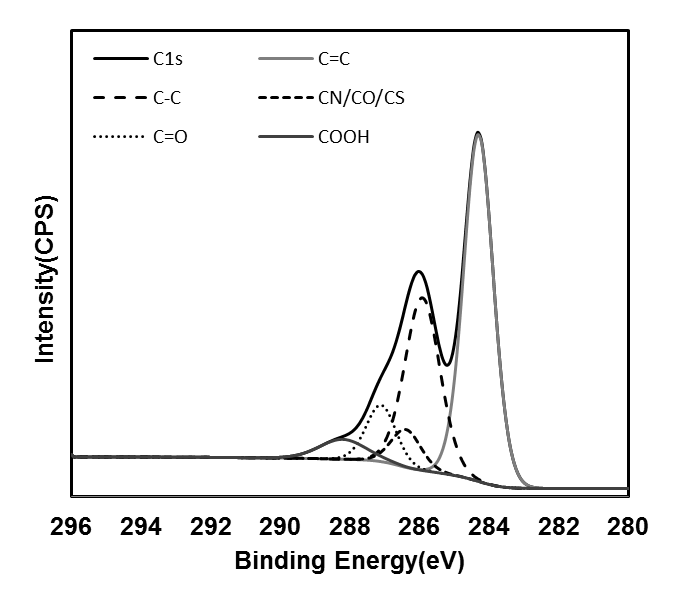 C1s C=C
C-C CN/CO/CS
C=O COOH
Intensity(CPS)
296 294 292 290 288 286 284 282 280
Binding Energy(eV)